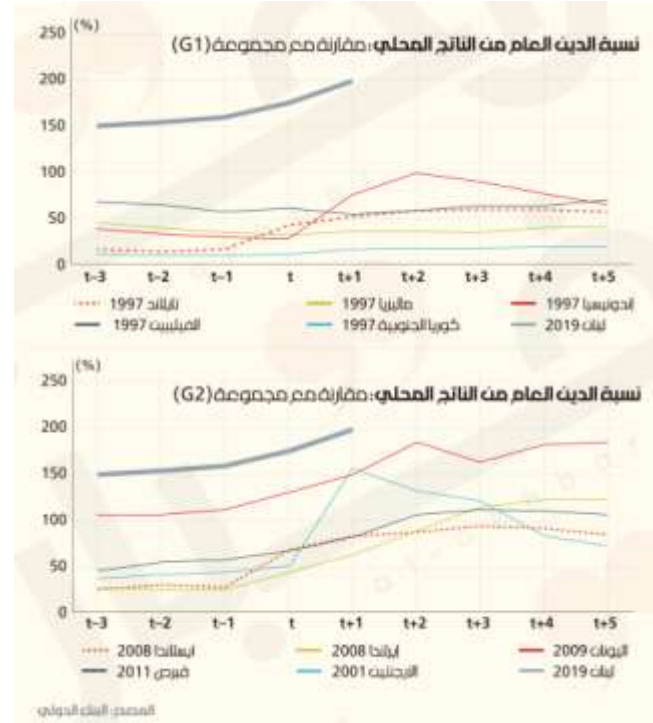 (%)
نسبة الدين العام من الناتج المحلي: مقارنة مع مجموعة (G1)
250
200
150
100
50
0
t-3 t-2 t-1 t t+1 t+2 t+3 t+4 t+5
تايلاند 1997 ماليزيا 1997 إندونيسيا 1997
الفيليبين 1997 كوريا الجنوبية 1997 لبنان 2019
(%)
نسبة الدين العام من الناتج المحلي: مقارنة مع مجموعة (G2)
250
200
150
100
50
0
t-3 t-2 t-1 t t+1 t+2 t+3 t+4 t+5
ايسلندا 2008 ايرلندا 2008 اليونان 2009
قبرص 2011 الارجنتين 2001 لبنان 2019
المصدر: البنك الدولي